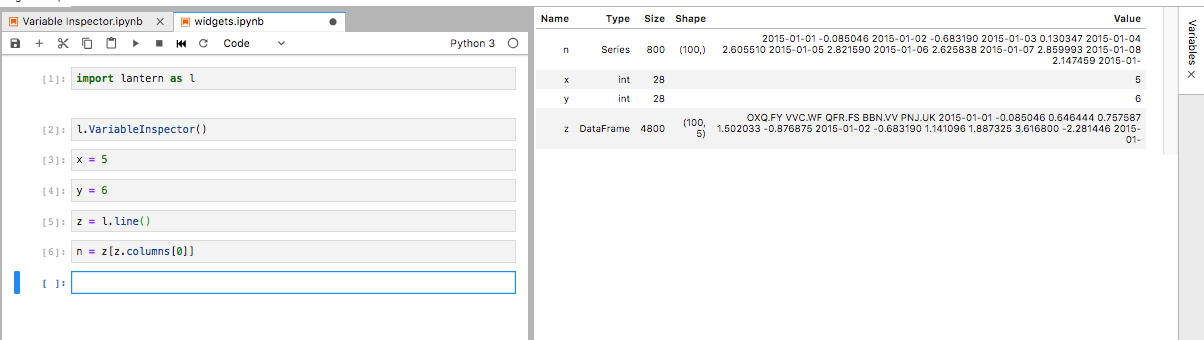 Variable Inspector.ipynb
widgets.ipynb
Code
Python 3
[1]: import lantern as l
[2]: l.VariableInspector()
[3]: x = 5
[4]: y = 6
[5]: z = l.line()
[6]: n = z[z.columns[0]]
[ ]:
Name Type Size Shape Value
n Series 800 (100,) 2015-01-01 -0.085046 2015-01-02 -0.683190 2015-01-03 0.130347 2015-01-04
2.605510 2015-01-05 2.821590 2015-01-06 2.625838 2015-01-07 2.859993 2015-01-08
2.147459 2015-01-
x int 28 5
y int 28 6
z DataFrame 4800 (100,
5) OXQ.FY VVC.WF QFR.FS BBN.VV PNJ.UK 2015-01-01 -0.085046 0.646444 0.757587
1.502033 -0.876875 2015-01-02 -0.683190 1.141096 1.887325 3.616800 -2.281446 2015-
01-
Variables